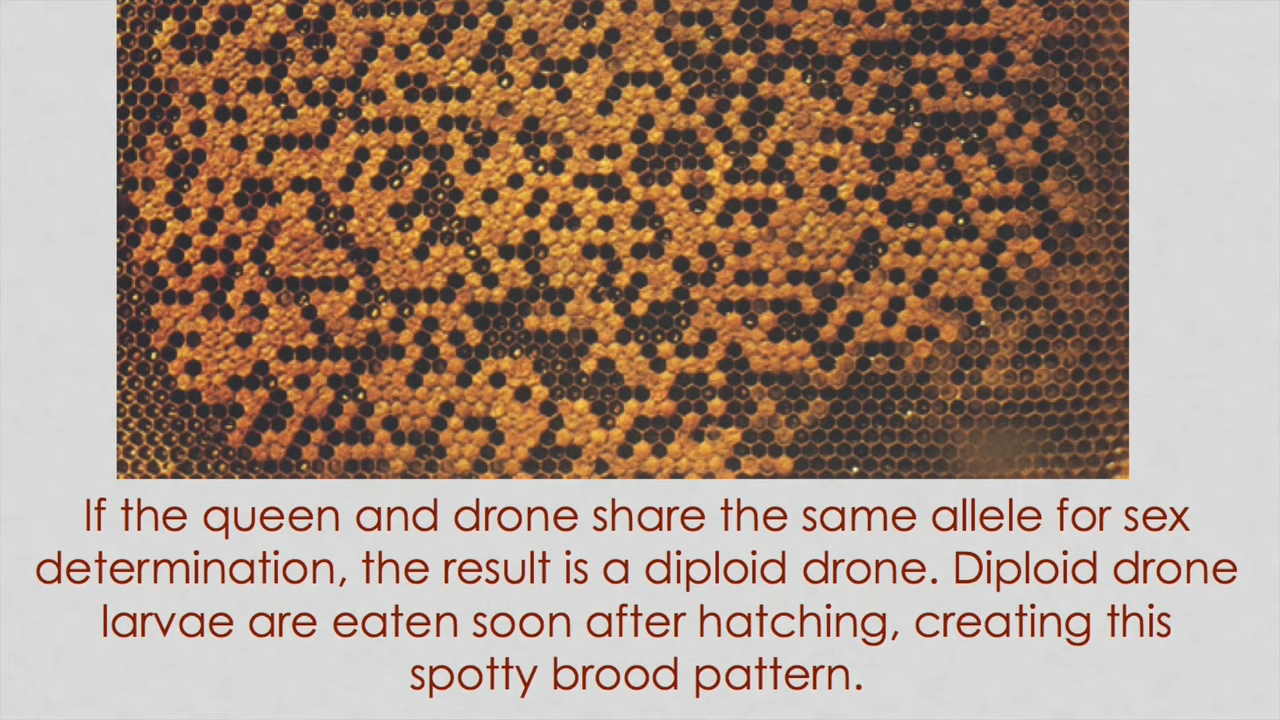 If the queen and drone share the same allele for sex
determination, the result is a diploid drone. Diploid drone
larvae are eaten soon after hatching, creating this
spotty brood pattern.